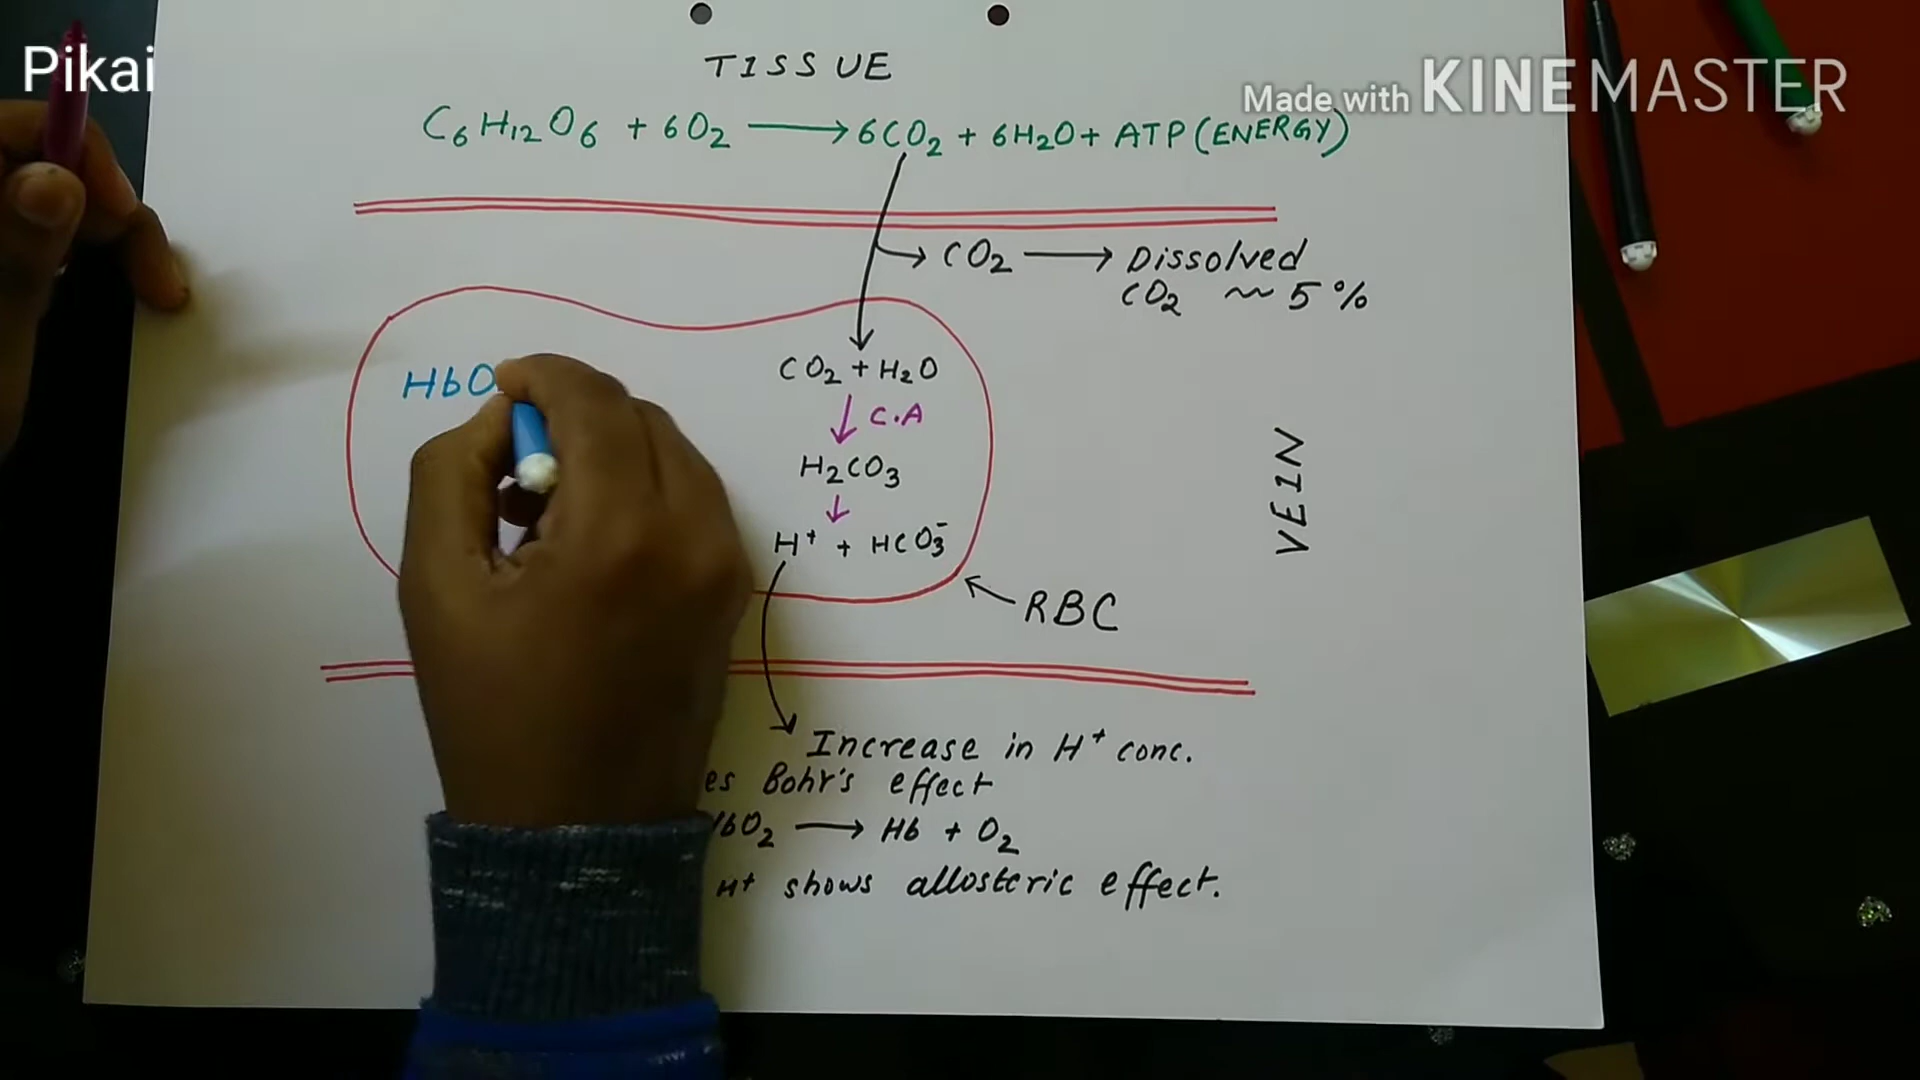 Pikai
Made with KINEMASTER
TISSUE
C6H12O6 + 6O2 → 6CO2 + 6H2O + ATP (ENERGY)
→ CO2 → Dissolved
CO2 ~ 5%
HbO
CO2 + H2O
↓ C.A
H2CO3
↓
H+ + HCO3-
RBC
VEIN
Increase in H+ conc.
Bohr's effect
bO2 → Hb + O2
H+ shows allosteric effect.